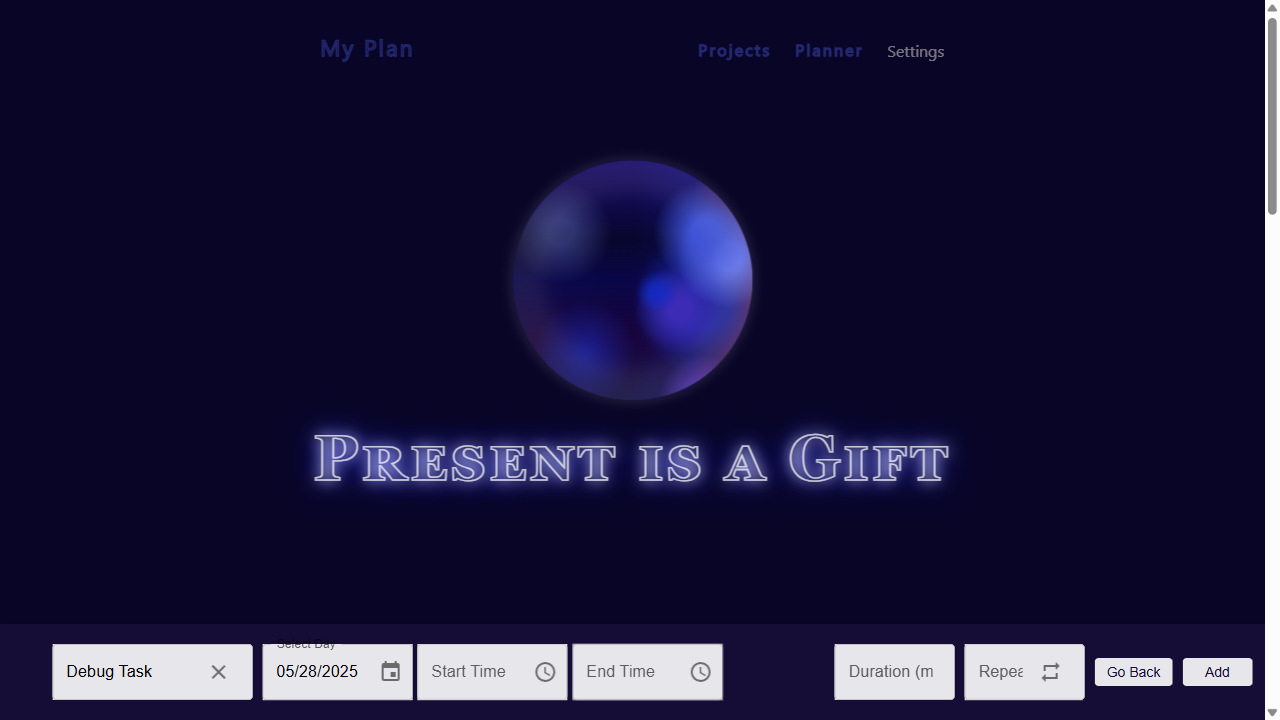 My Plan
Projects Planner Settings
Present is a Gift
Select Day
Debug Task 05/28/2025 Start Time End Time Duration (m Repea Go Back Add